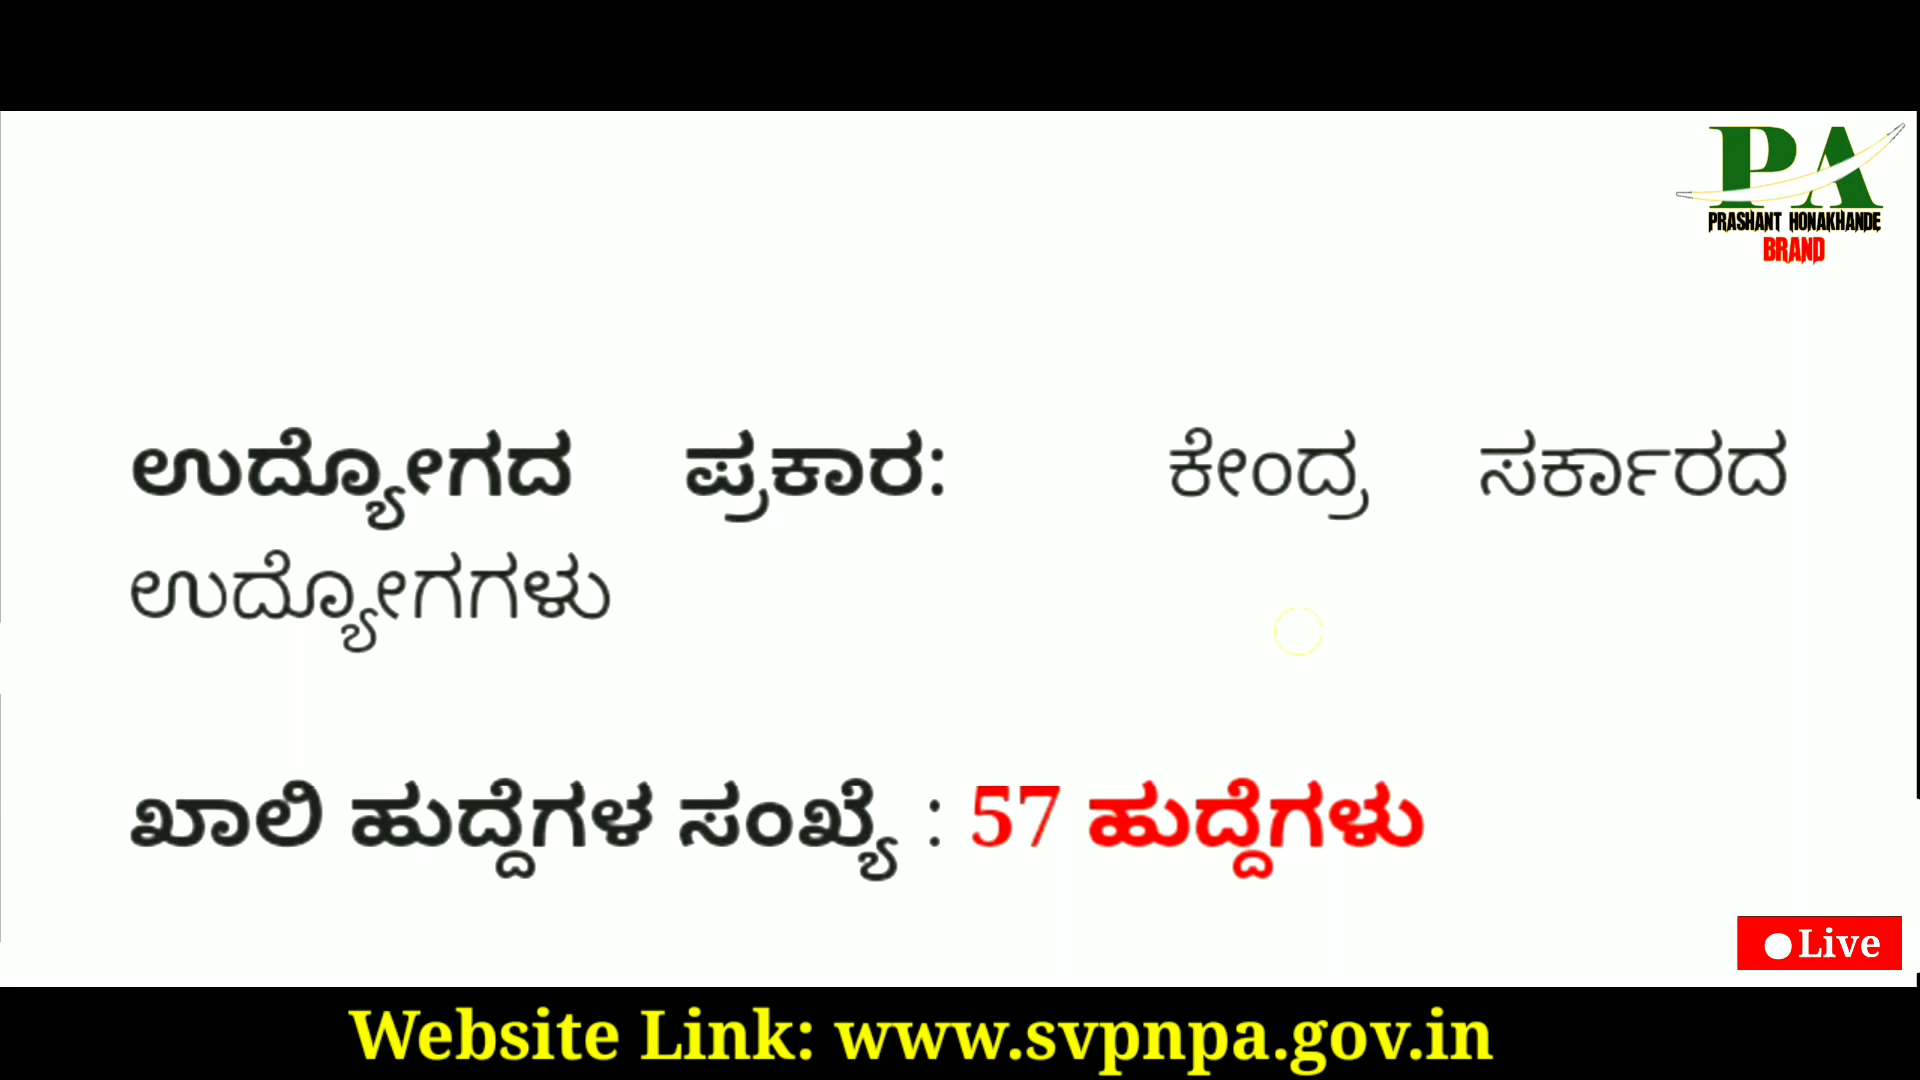 PA
PRASHANT HONAKHANDE
BRAND
ಉದ್ಯೋಗದ ಪ್ರಕಾರ: ಕೇಂದ್ರ ಸರ್ಕಾರದ
ಉದ್ಯೋಗಗಳು
ಖಾಲಿ ಹುದ್ದೆಗಳ ಸಂಖ್ಯೆ : 57 ಹುದ್ದೆಗಳು
Live
Website Link: www.svpnpa.gov.in